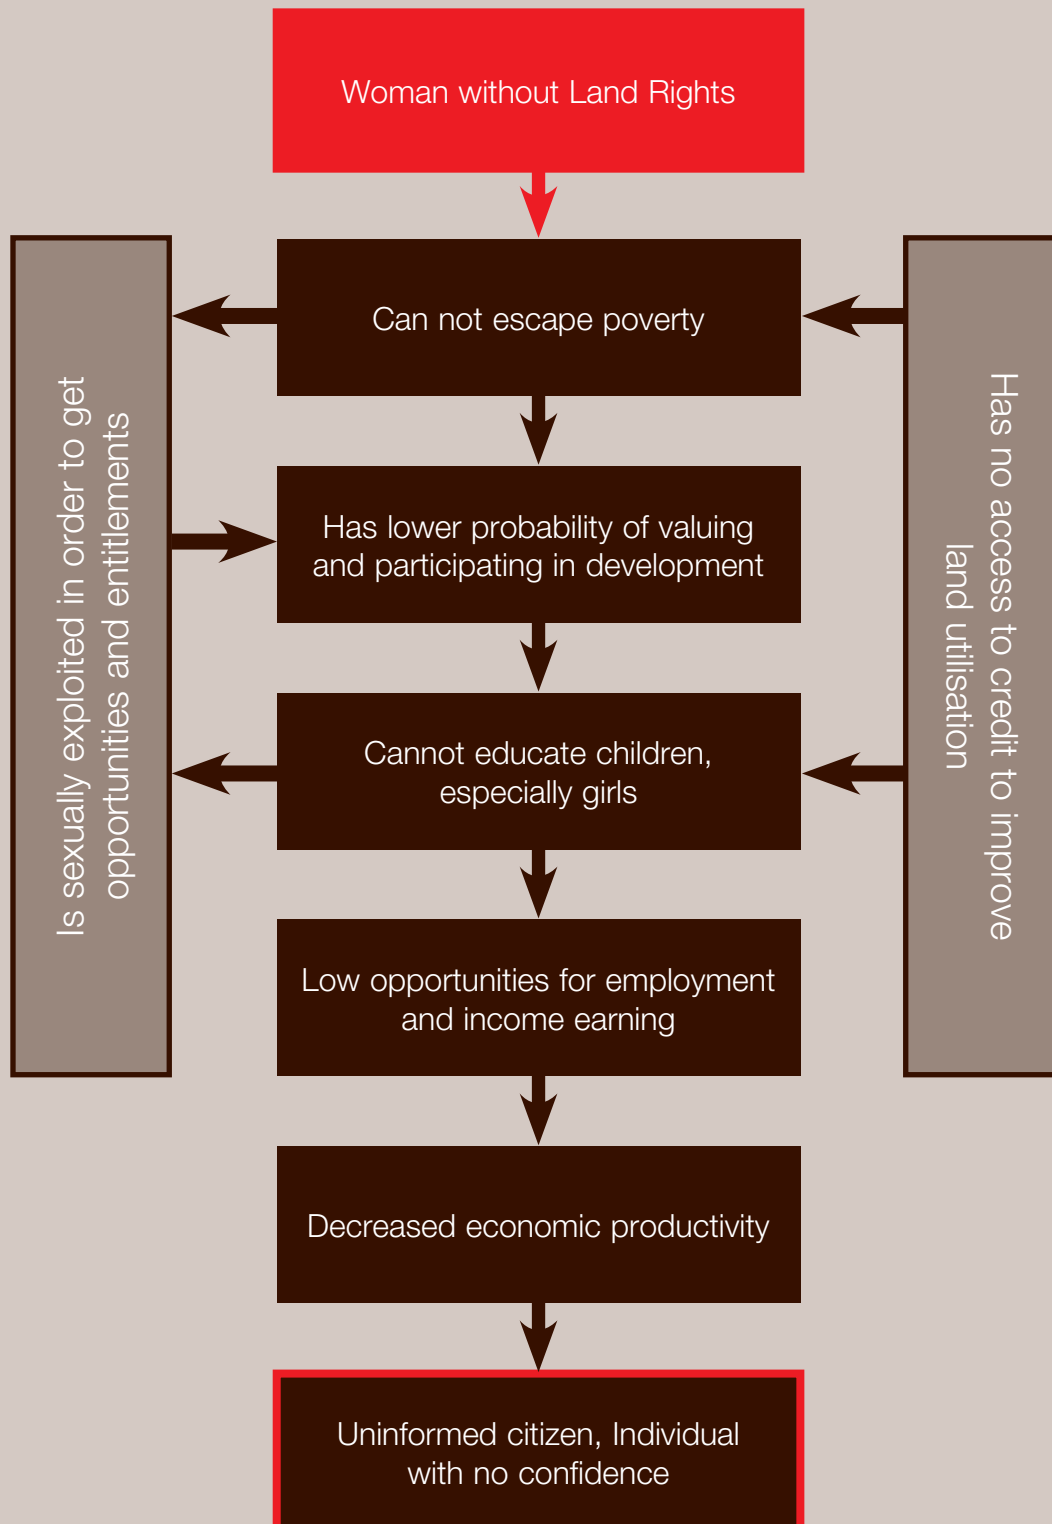 Woman without Land Rights
Can not escape poverty
Has lower probability of valuing
and participating in development
Cannot educate children,
especially girls
Low opportunities for employment
and income earning
Decreased economic productivity
Uninformed citizen, Individual
with no confidence
Is sexually exploited in order to get
opportunities and entitlements
Has no access to credit to improve
land utilisation